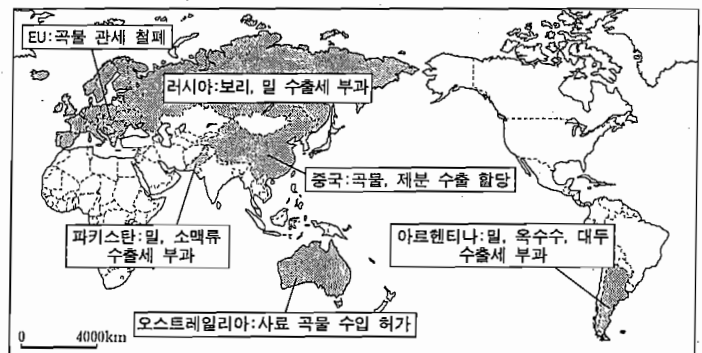 EU:곡물 관세 철폐
러시아:보리, 밀 수출세 부과
중국:곡물, 제분 수출 할당
파키스탄:밀, 소맥류
수출세 부과
아르헨티나:밀, 옥수수, 대두
수출세 부과
오스트레일리아:사료 곡물 수입 허가
0 4000km